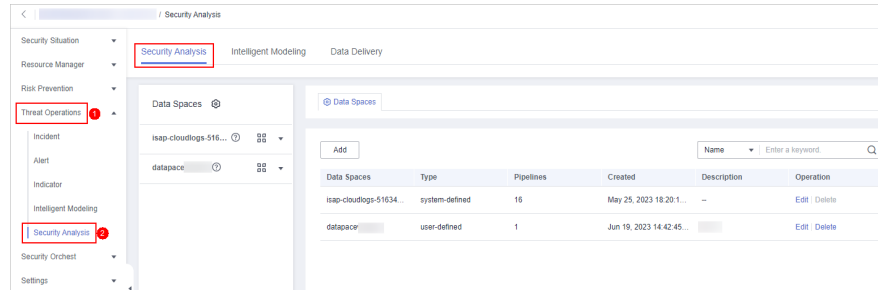 / Security Analysis
Security Situation
Resource Manager
Risk Prevention
Threat Operations 1
Incident
Alert
Indicator
Intelligent Modeling
Security Analysis 2
Security Orchest
Settings
Security Analysis Intelligent Modeling Data Delivery
Data Spaces
isap-cloudlogs-516...
datapace
Data Spaces
Add Name Enter a keyword.
Data Spaces Type Pipelines Created Description Operation
isap-cloudlogs-51634... system-defined 16 May 25, 2023 18:20:1... -- Edit Delete
datapace user-defined 1 Jun 19, 2023 14:42:45... Edit Delete